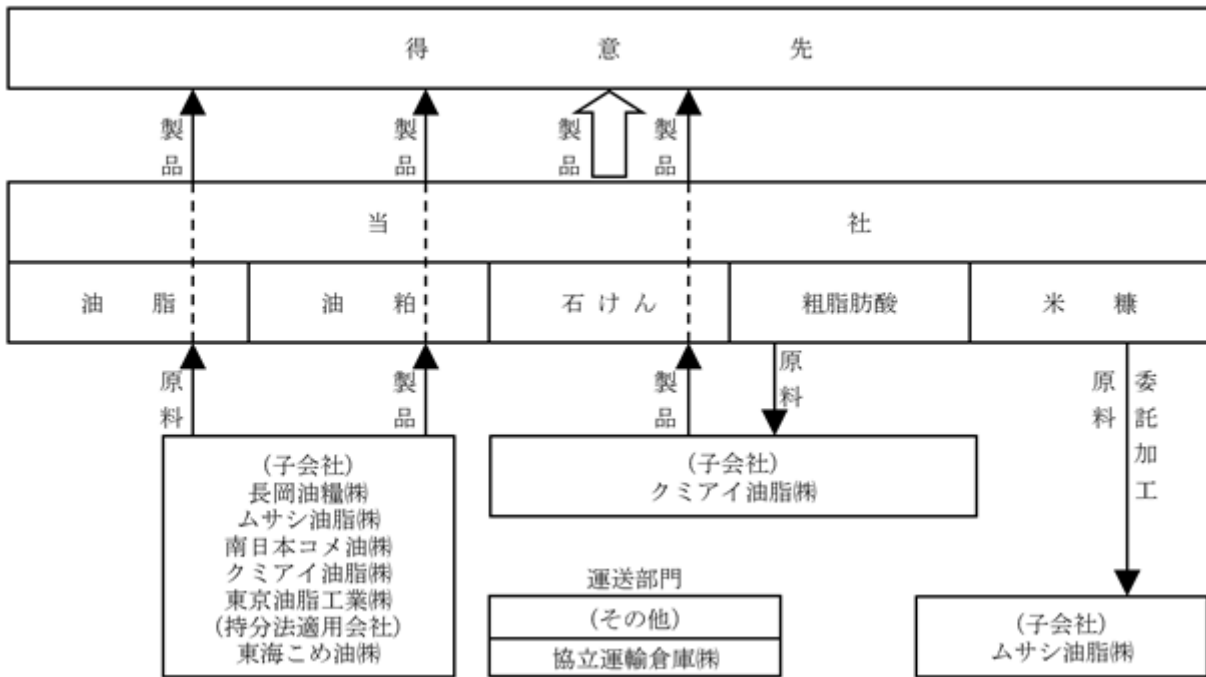 得意先
製品
製品
製品
製品
当社
油脂
油粕
石けん
粗脂肪酸
米糠
原料
製品
製品
原料
原料
委託加工
(子会社)
長岡油糧㈱
ムサシ油脂㈱
南日本コメ油㈱
クミアイ油脂㈱
東京油脂工業㈱
(持分法適用会社)
東海こめ油㈱
(子会社)
クミアイ油脂㈱
運送部門
(その他)
協立運輸倉庫㈱
(子会社)
ムサシ油脂㈱